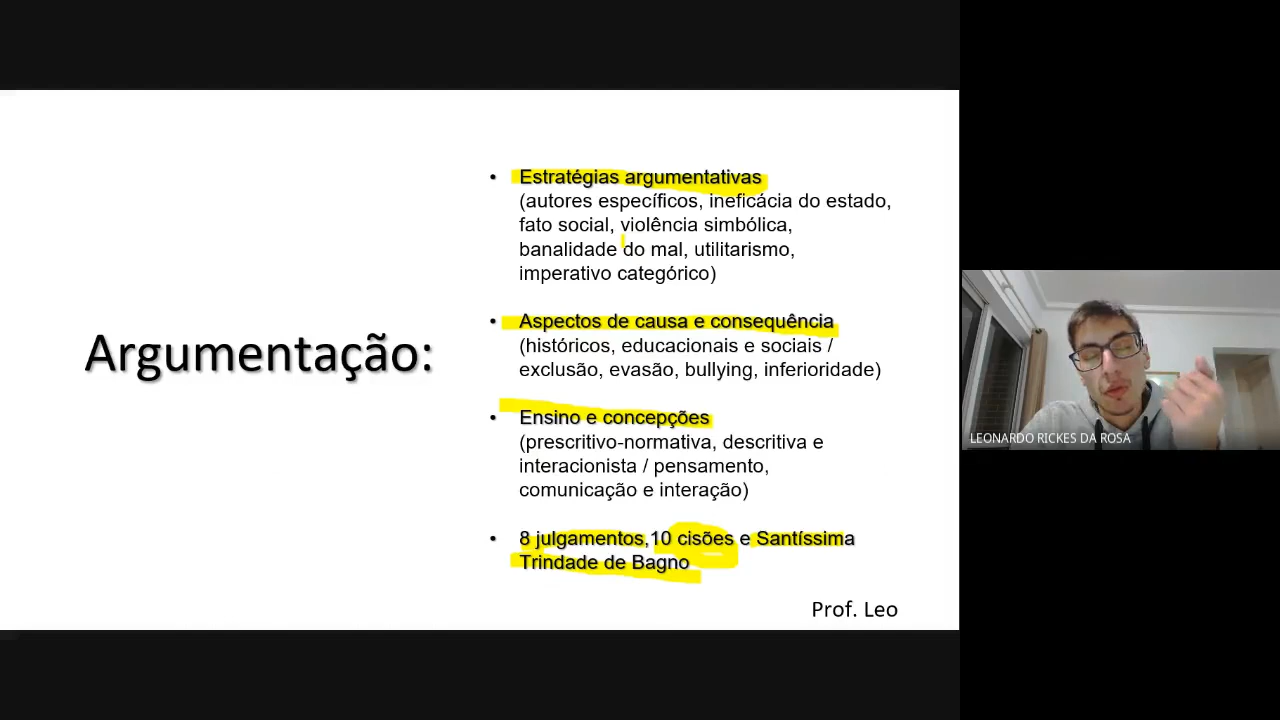 Argumentação:
• Estratégias argumentativas
(autores específicos, ineficácia do estado,
fato social, violência simbólica,
banalidade do mal, utilitarismo,
imperativo categórico)
• Aspectos de causa e consequência
(históricos, educacionais e sociais /
exclusão, evasão, bullying, inferioridade)
• Ensino e concepções
(prescritivo-normativa, descritiva e
interacionista / pensamento,
comunicação e interação)
• 8 julgamentos,10 cisões e Santíssima
Trindade de Bagno
Prof. Leo
LEONARDO RICKES DA ROSA